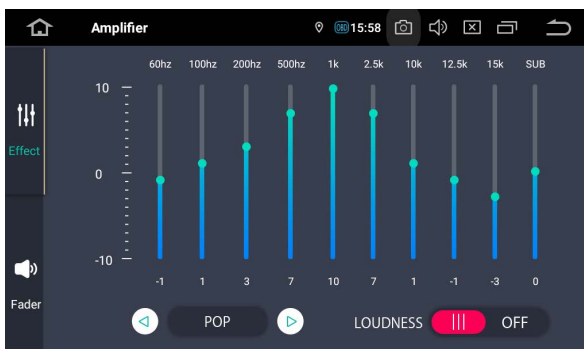 Amplifier OBD 15:58
60hz 100hz 200hz 500hz 1k 2.5k 10k 12.5k 15k SUB
10
Effect
0
-10
-1 1 3 7 10 7 1 -1 -3 0
Fader
POP LOUDNESS OFF